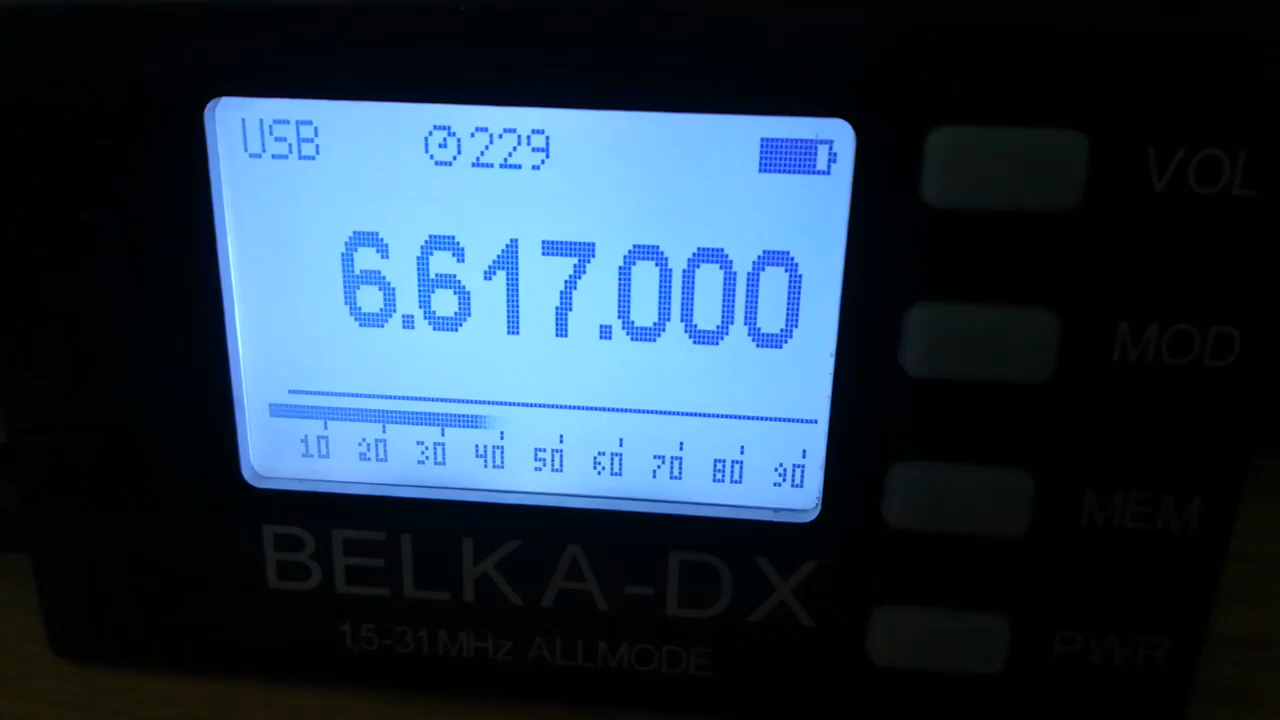 USB 229
VOL
6.617.000
MOD
10 20 30 40 50 60 70 80 90
MEM
BELKA-DX
1,5-31MHz ALLMODE
PWR